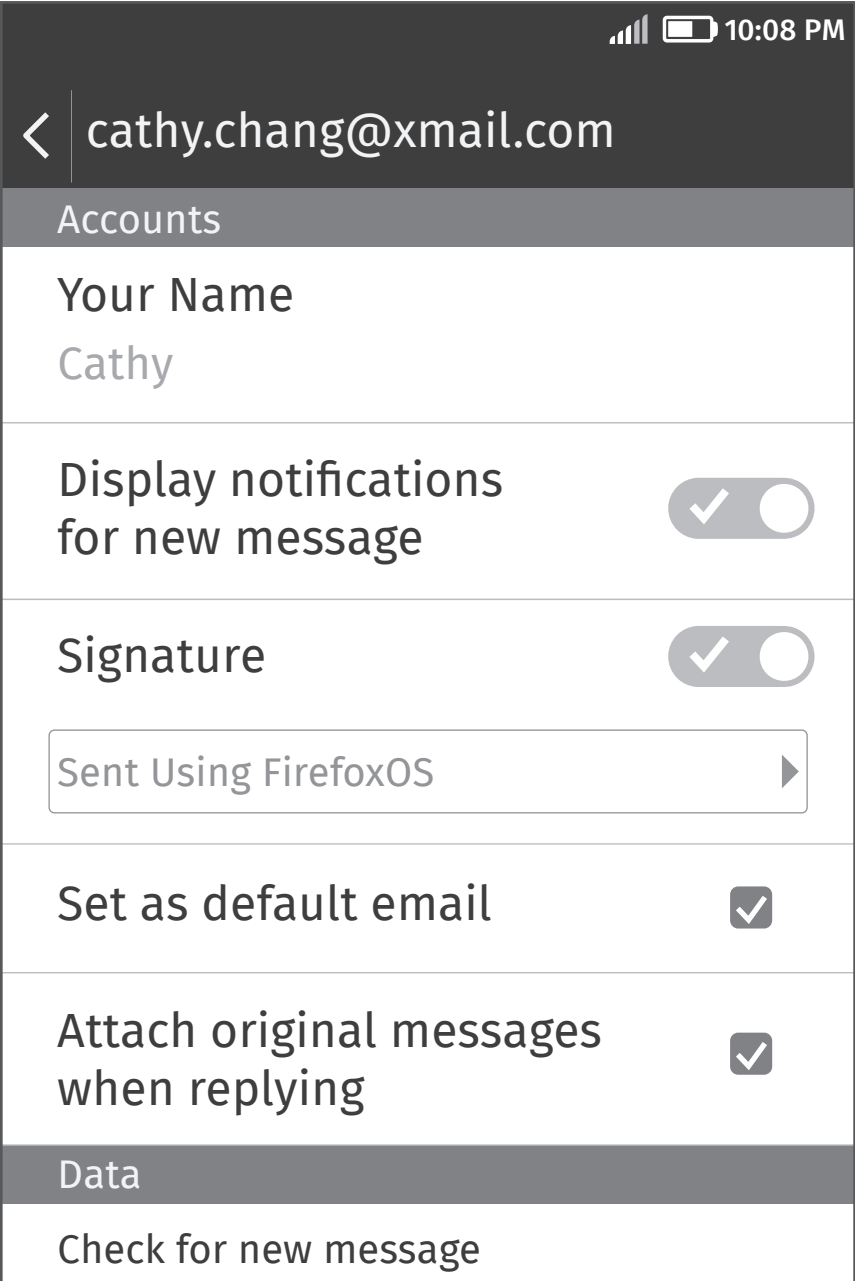 10:08 PM
cathy.chang@xmail.com
Accounts
Your Name
Cathy
Display notifications
for new message
Signature
Sent Using FirefoxOS
Set as default email
Attach original messages
when replying
Data
Check for new message